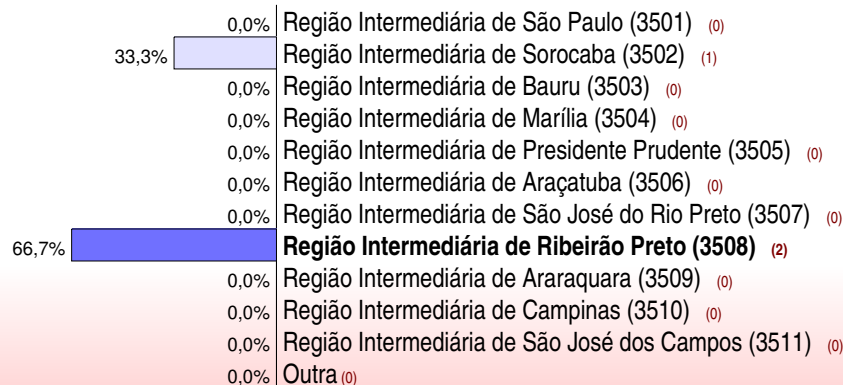 0,0% Região Intermediária de São Paulo (3501) (0)
33,3% Região Intermediária de Sorocaba (3502) (1)
0,0% Região Intermediária de Bauru (3503) (0)
0,0% Região Intermediária de Marília (3504) (0)
0,0% Região Intermediária de Presidente Prudente (3505) (0)
0,0% Região Intermediária de Araçatuba (3506) (0)
0,0% Região Intermediária de São José do Rio Preto (3507) (0)
66,7% Região Intermediária de Ribeirão Preto (3508) (2)
0,0% Região Intermediária de Araraquara (3509) (0)
0,0% Região Intermediária de Campinas (3510) (0)
0,0% Região Intermediária de São José dos Campos (3511) (0)
0,0% Outra (0)